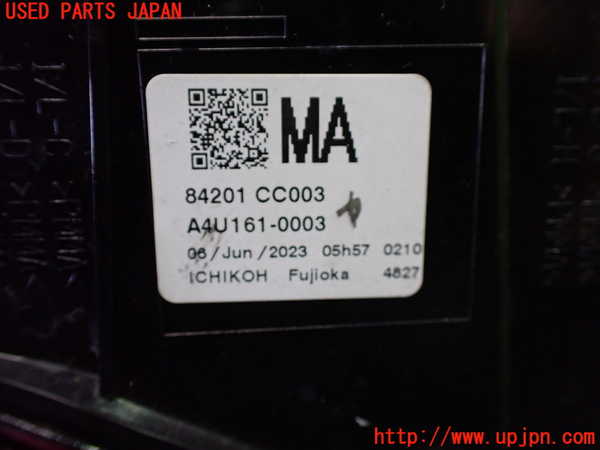 USED PARTS JAPAN
MA
84201 CC003
A4U161-0003
06/Jun/2023 05h57 0210
ICHIKOH Fujioka 4827
http://www.upjpn.com/